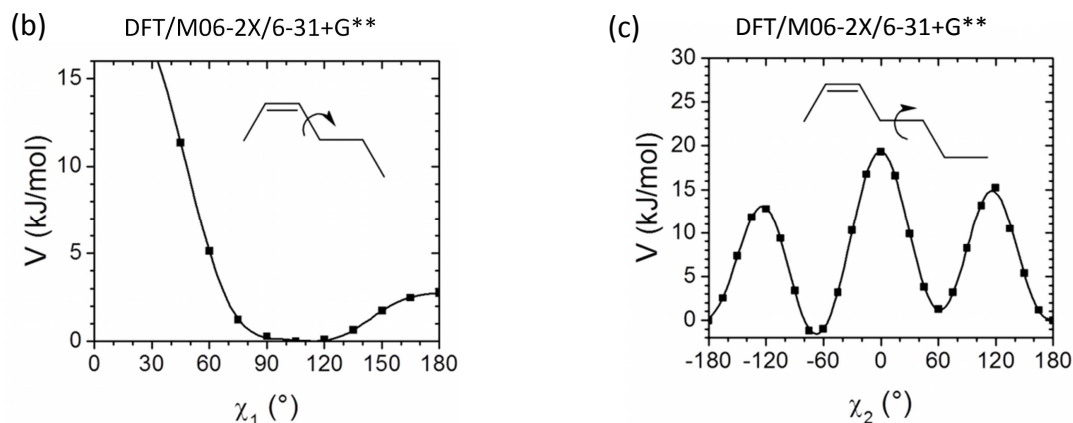 (b) DFT/M06-2X/6-31+G**
15
10
5
0
V (kJ/mol)
0 30 60 90 120 150 180
χ1 (°)
(c) DFT/M06-2X/6-31+G**
30
25
20
15
10
5
0
V (kJ/mol)
-180 -120 -60 0 60 120 180
χ2 (°)